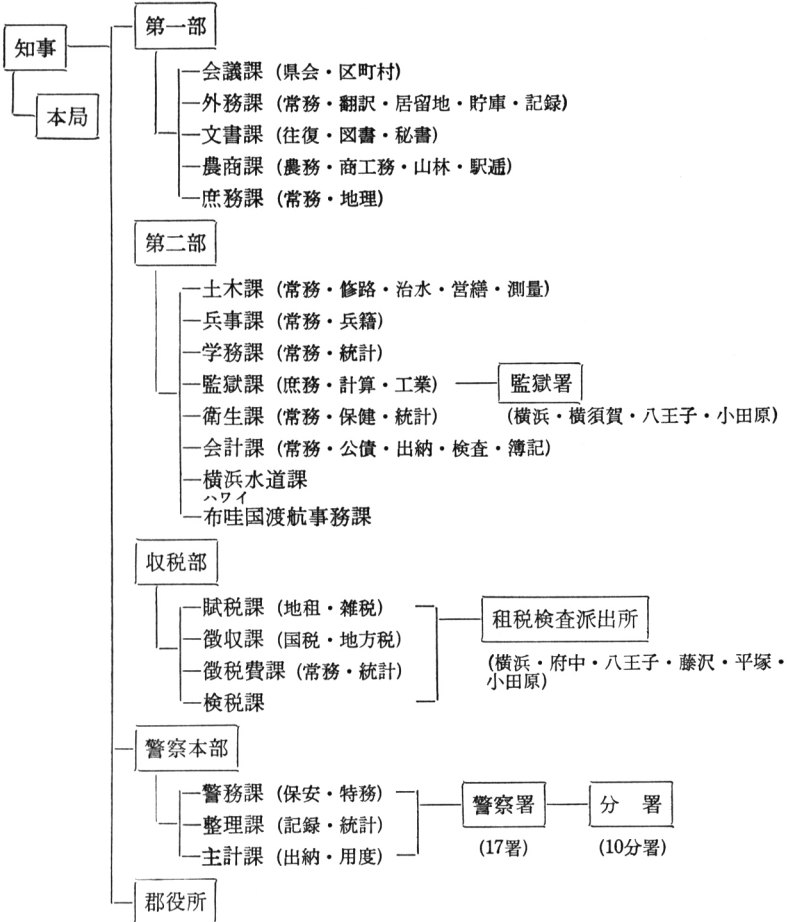 知事
本局
第一部
会議課 (県会・区町村)
外務課 (常務・翻訳・居留地・貯庫・記録)
文書課 (往復・図書・秘書)
農商課 (農務・商工務・山林・駅逓)
庶務課 (常務・地理)
第二部
土木課 (常務・修路・治水・営繕・測量)
兵事課 (常務・兵籍)
学務課 (常務・統計)
監獄課 (庶務・計算・工業)
監獄署
(横浜・横須賀・八王子・小田原)
衛生課 (常務・保健・統計)
会計課 (常務・公債・出納・検査・簿記)
横浜水道課
ハワイ
布哇国渡航事務課
収税部
賦税課 (地租・雑税)
徴収課 (国税・地方税)
徴税費課 (常務・統計)
検税課
租税検査派出所
(横浜・府中・八王子・藤沢・平塚・
小田原)
警察本部
警務課 (保安・特務)
整理課 (記録・統計)
主計課 (出納・用度)
警察署
(17署)
分 署
(10分署)
郡役所